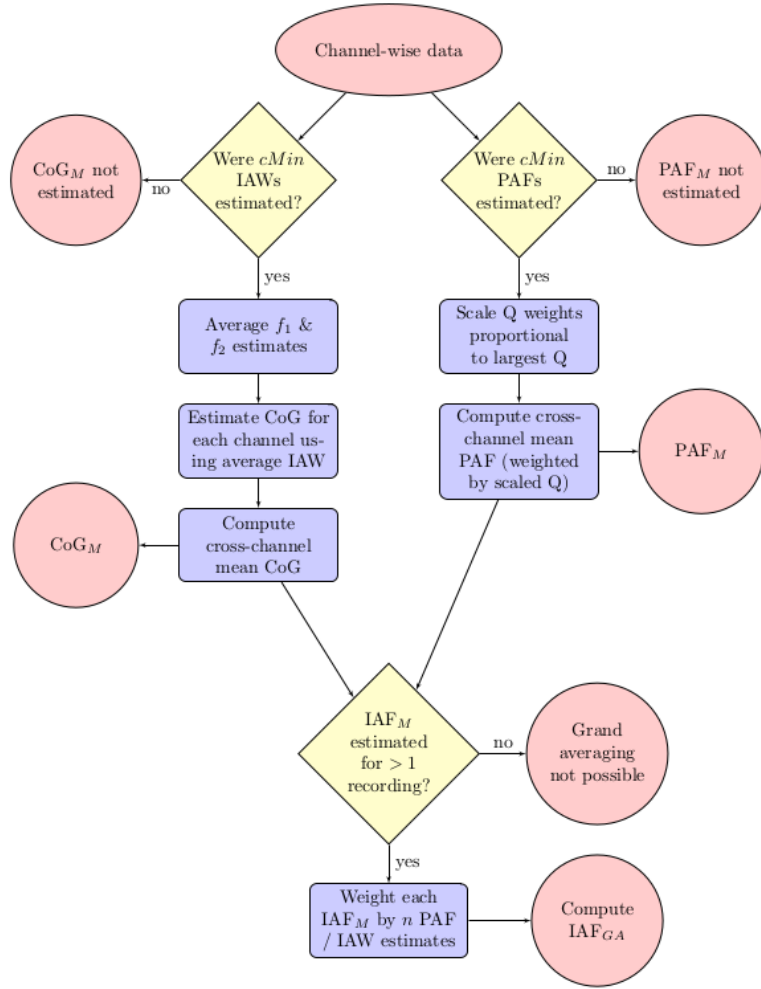 Channel-wise data
CoG_M not
estimated
no
Were cMin
IAWs
estimated?
Were cMin
PAFs
estimated?
no
PAF_M not
estimated
yes
yes
Average f_1 &
f_2 estimates
Scale Q weights
proportional
to largest Q
Estimate CoG for
each channel us-
ing average IAW
Compute cross-
channel mean
PAF (weighted
by scaled Q)
PAF_M
CoG_M
Compute
cross-channel
mean CoG
IAF_M
estimated
for > 1
recording?
no
Grand
averaging
not possible
yes
Weight each
IAF_M by n PAF
/ IAW estimates
Compute
IAF_{GA}